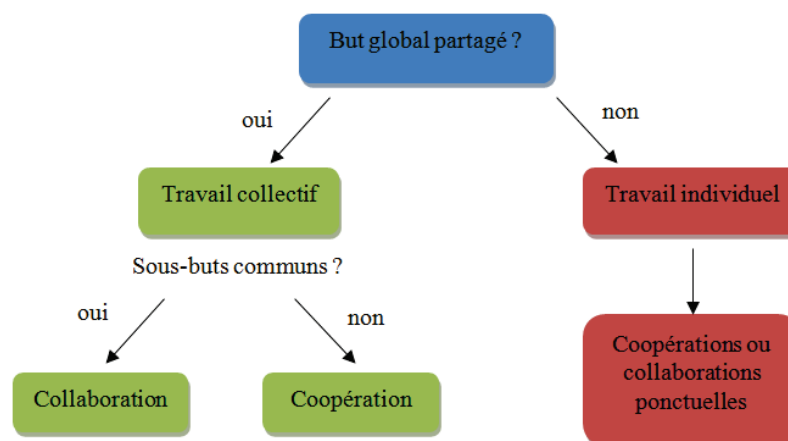 But global partagé ?
oui
non
Travail collectif
Travail individuel
Sous-buts communs ?
oui
non
Collaboration
Coopération
Coopérations ou
collaborations
ponctuelles